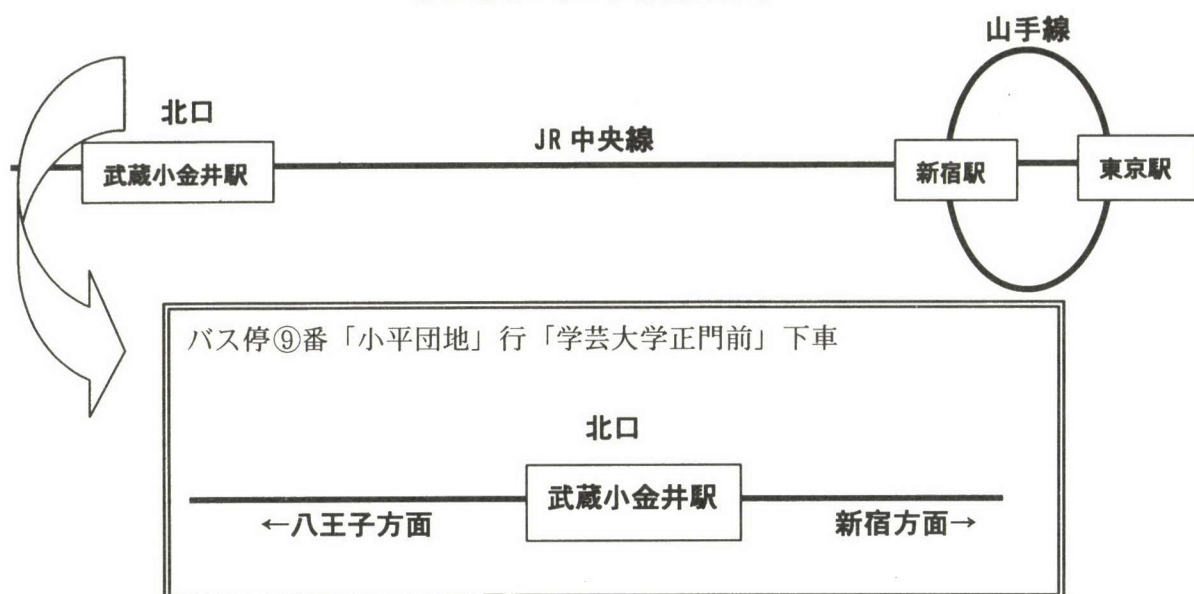 山手線
北口
JR 中央線
武蔵小金井駅
新宿駅
東京駅
バス停⑨番「小平団地」行「学芸大学正門前」下車
北口
武蔵小金井駅
←八王子方面
新宿方面→